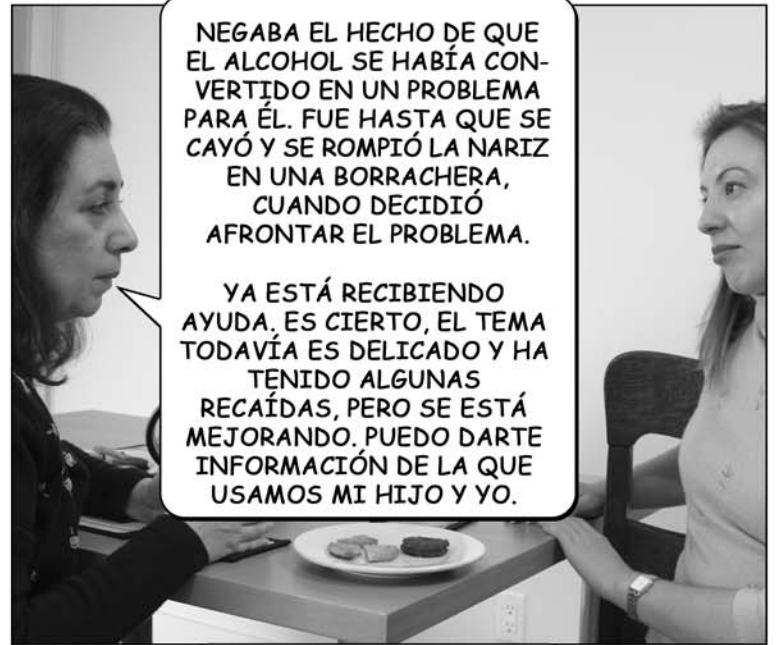 NEGABA EL HECHO DE QUE
EL ALCOHOL SE HABÍA CON-
VERTIDO EN UN PROBLEMA
PARA ÉL. FUE HASTA QUE SE
CAYÓ Y SE ROMPIÓ LA NARIZ
EN UNA BORRACHERA,
CUANDO DECIDIÓ
AFRONTAR EL PROBLEMA.
YA ESTÁ RECIBIENDO
AYUDA. ES CIERTO, EL TEMA
TODAVÍA ES DELICADO Y HA
TENIDO ALGUNAS
RECAÍDAS, PERO SE ESTÁ
MEJORANDO. PUEDO DARTE
INFORMACIÓN DE LA QUE
USAMOS MI HIJO Y YO.